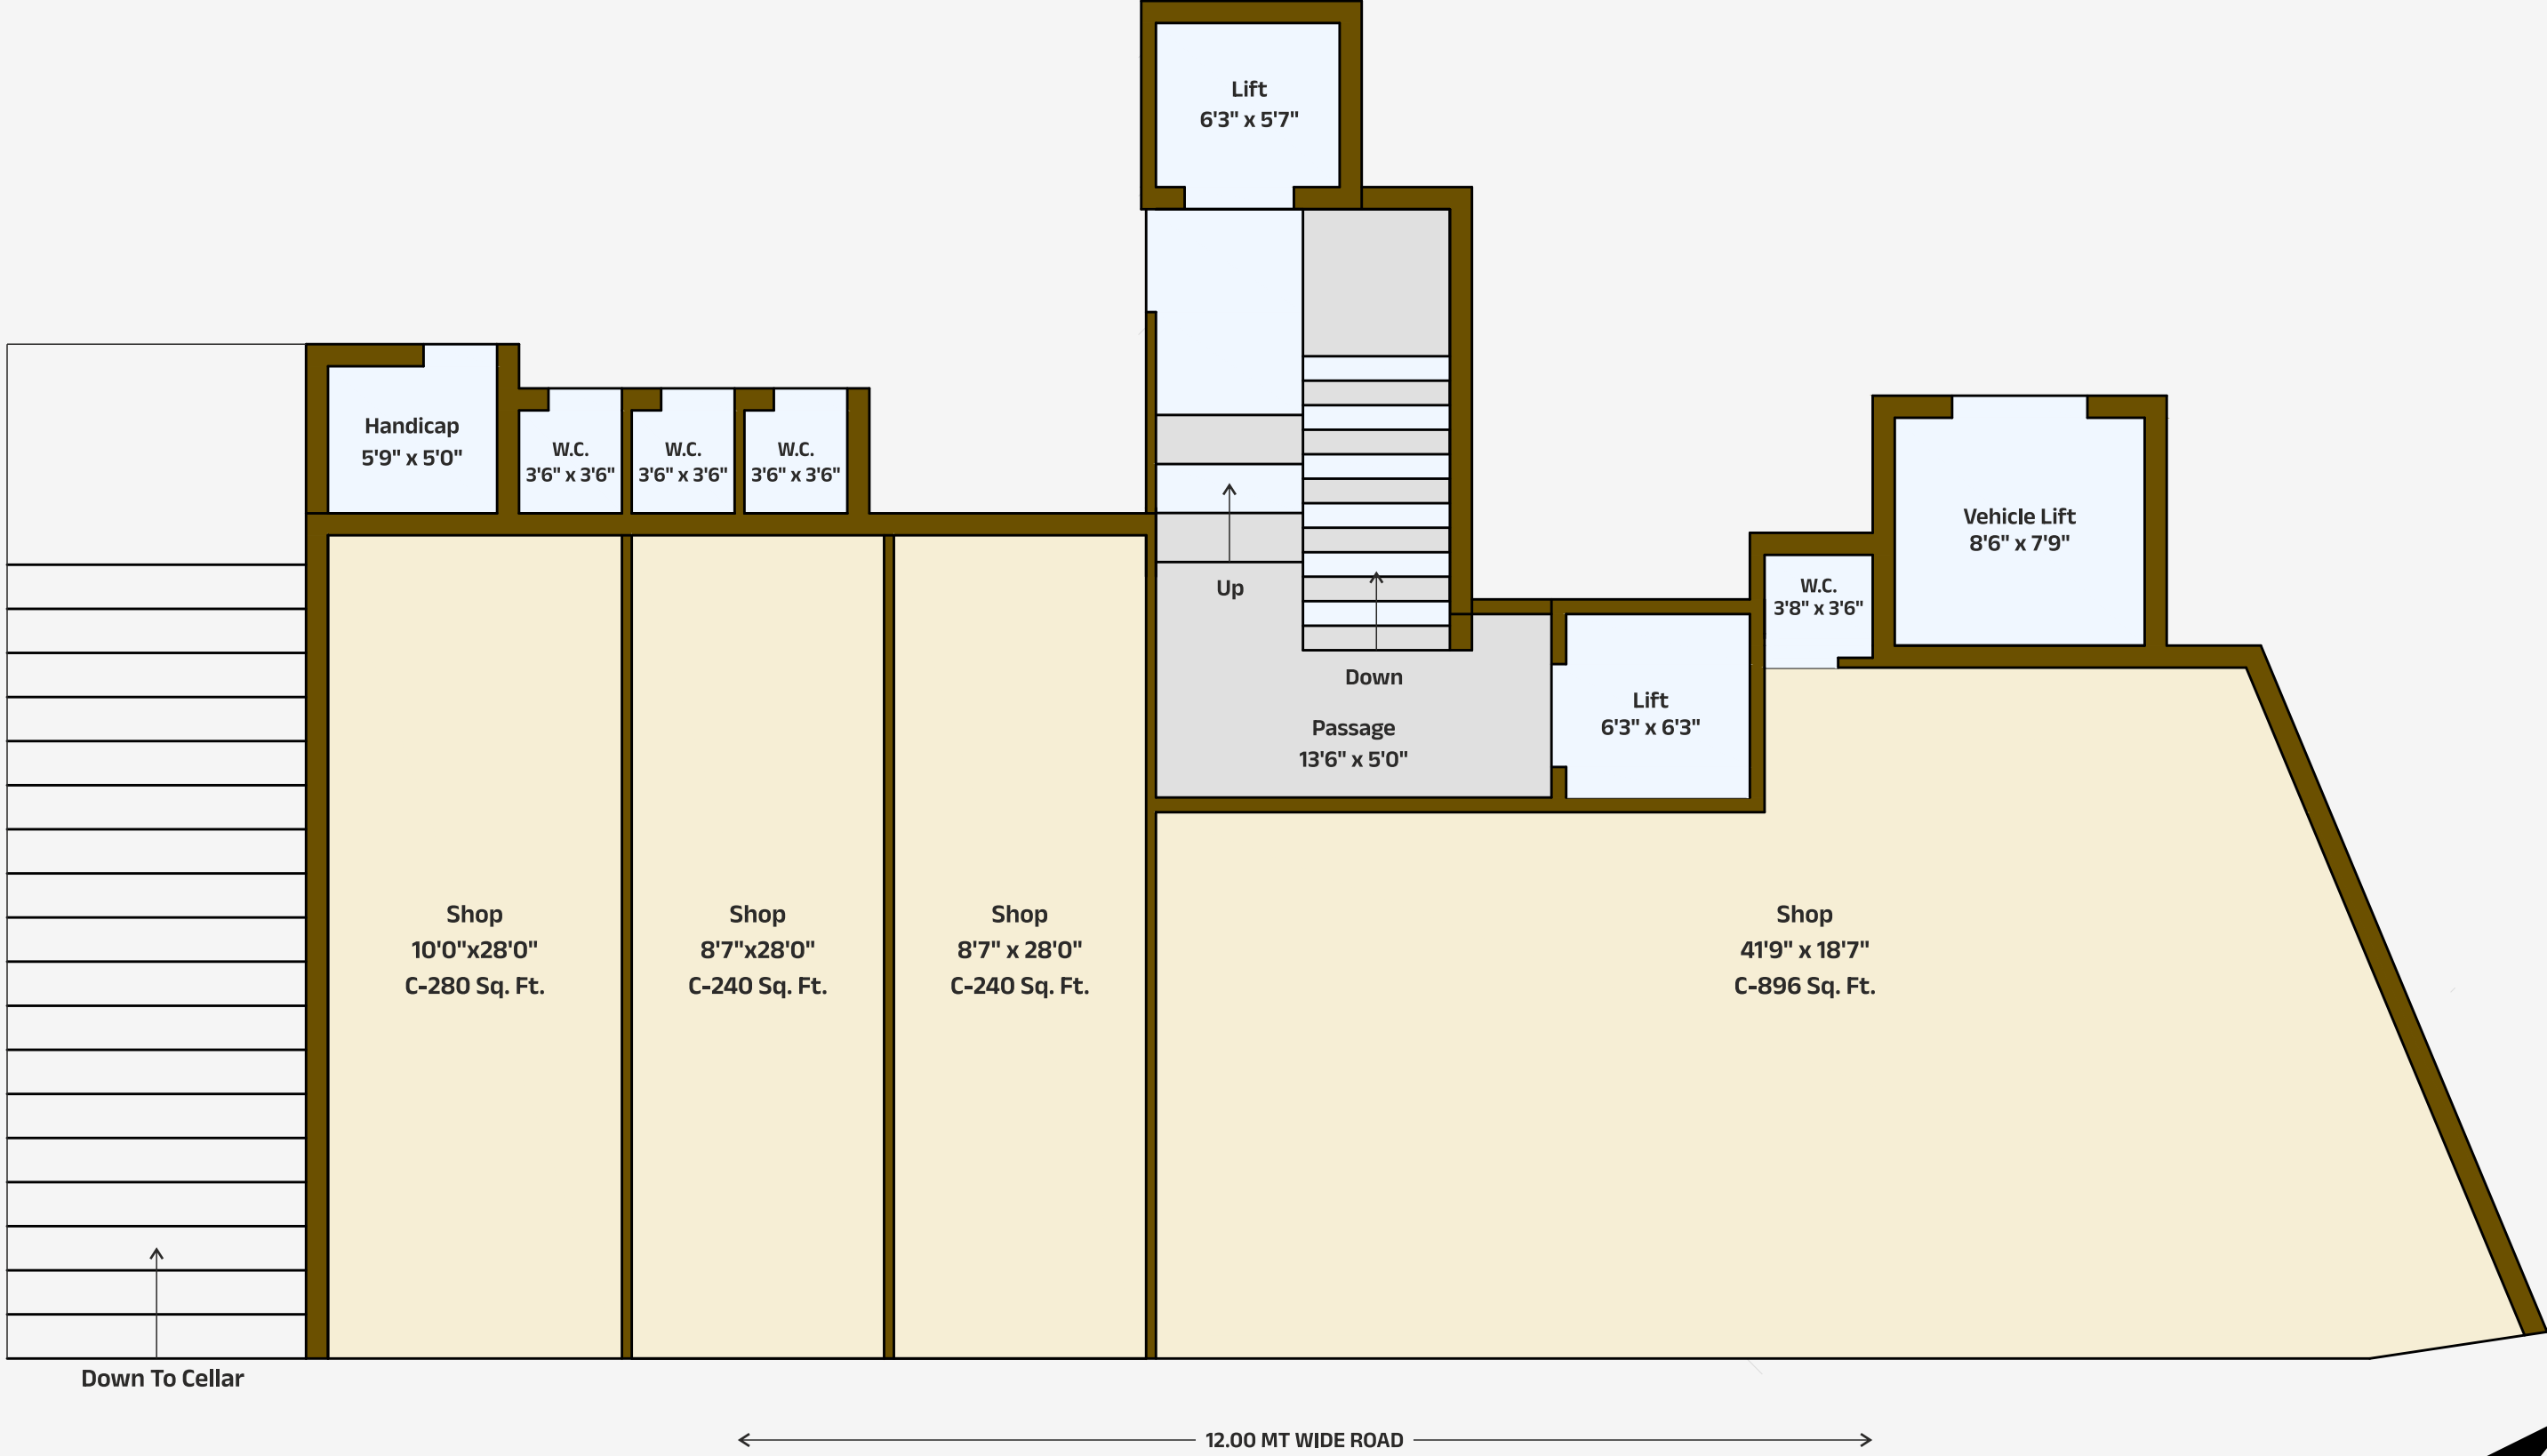 Lift
6'3" x 5'7"
Handicap
5'9" x 5'0"
W.C.
3'6" x 3'6"
W.C.
3'6" x 3'6"
W.C.
3'6" x 3'6"
Up
Down
Passage
13'6" x 5'0"
Lift
6'3" x 6'3"
W.C.
3'8" x 3'6"
Vehicle Lift
8'6" x 7'9"
Shop
10'0"x28'0"
C-280 Sq. Ft.
Shop
8'7"x28'0"
C-240 Sq. Ft.
Shop
8'7" x 28'0"
C-240 Sq. Ft.
Shop
41'9" x 18'7"
C-896 Sq. Ft.
Down To Cellar
12.00 MT WIDE ROAD